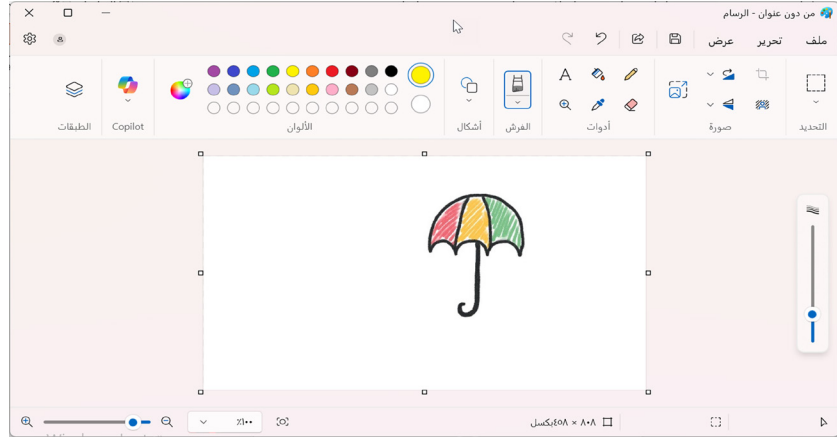 من دون عنوان - الرسام
ملف
تحرير
عرض
التحديد
صورة
أدوات
الفرش
أشكال
الألوان
Copilot
الطبقات
٨٠٨ × ٤٥٨بكسل
٪١٠٠